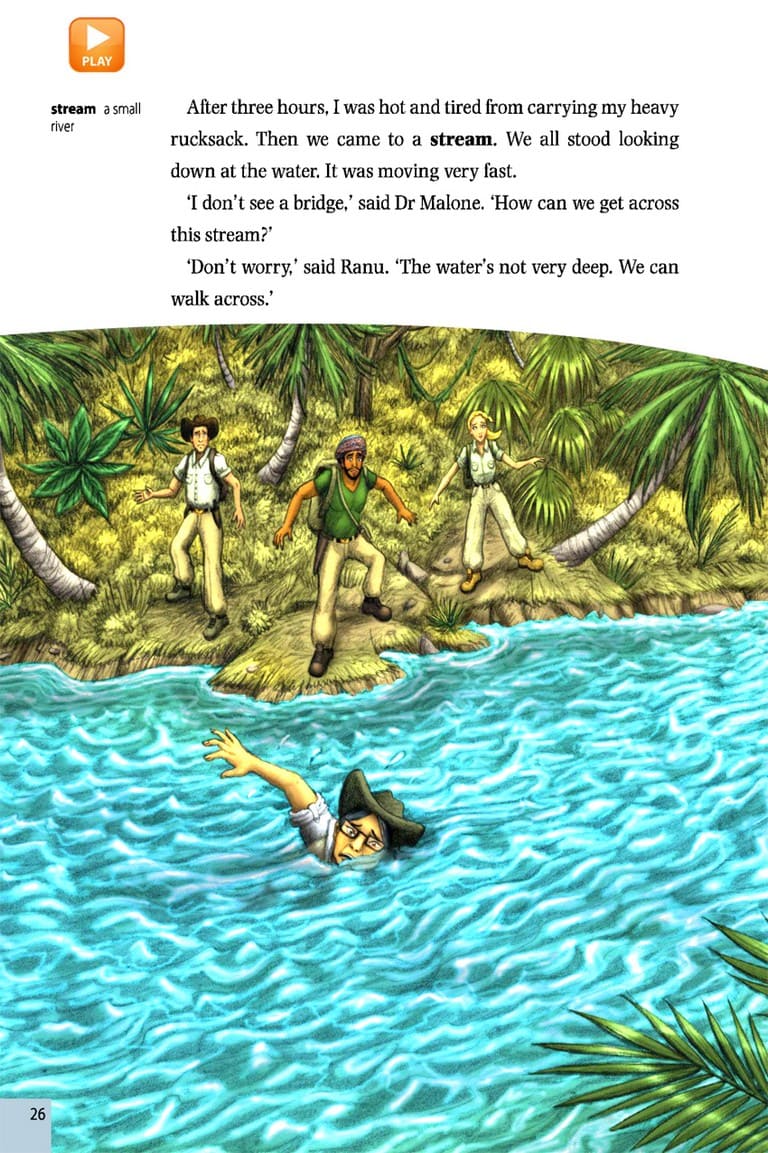 PLAY
stream a small
river
After three hours, I was hot and tired from carrying my heavy
rucksack. Then we came to a stream. We all stood looking
down at the water. It was moving very fast.
‘I don’t see a bridge,’ said Dr Malone. ‘How can we get across
this stream?’
‘Don’t worry,’ said Ranu. ‘The water’s not very deep. We can
walk across.’
26